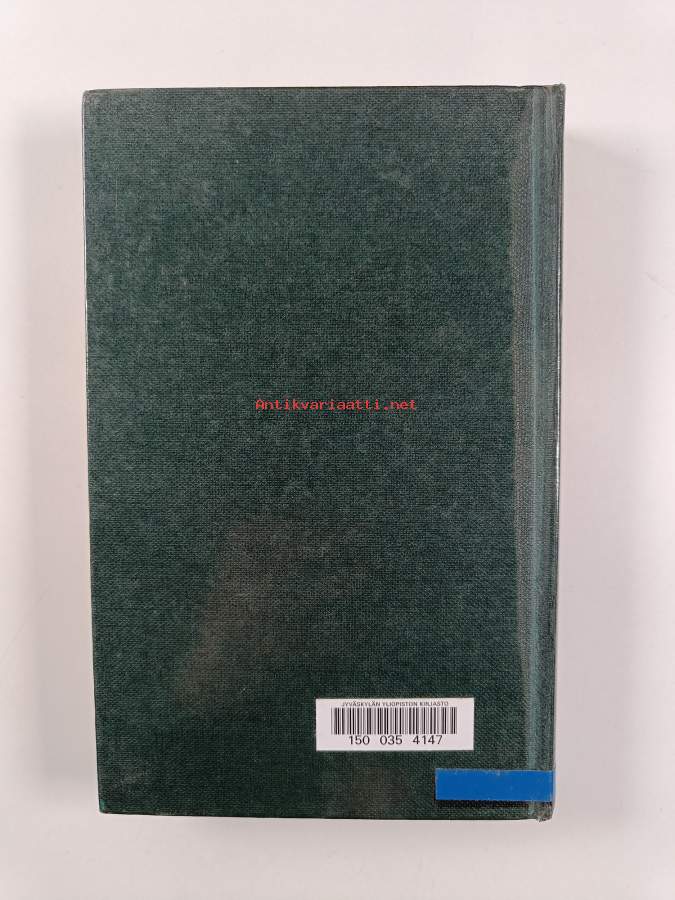 Antikvariaatti.net
JYVÄSKYLÄN YLIOPISTON KIRJASTO
150 035 4147